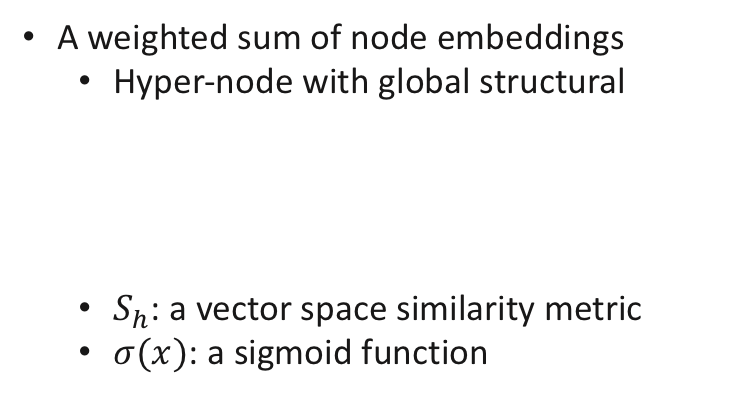 • A weighted sum of node embeddings
• Hyper-node with global structural
• Sₕ: a vector space similarity metric
• σ(x): a sigmoid function